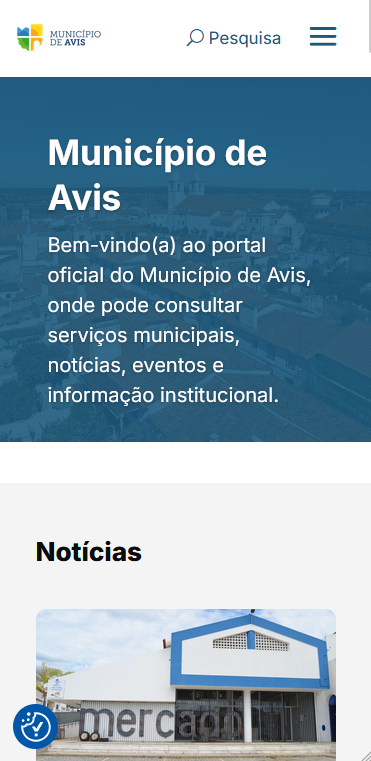 MUNICÍPIO
DE AVIS
Pesquisa
Município de
Avis
Bem-vindo(a) ao portal
oficial do Município de Avis,
onde pode consultar
serviços municipais,
notícias, eventos e
informação institucional.
Notícias